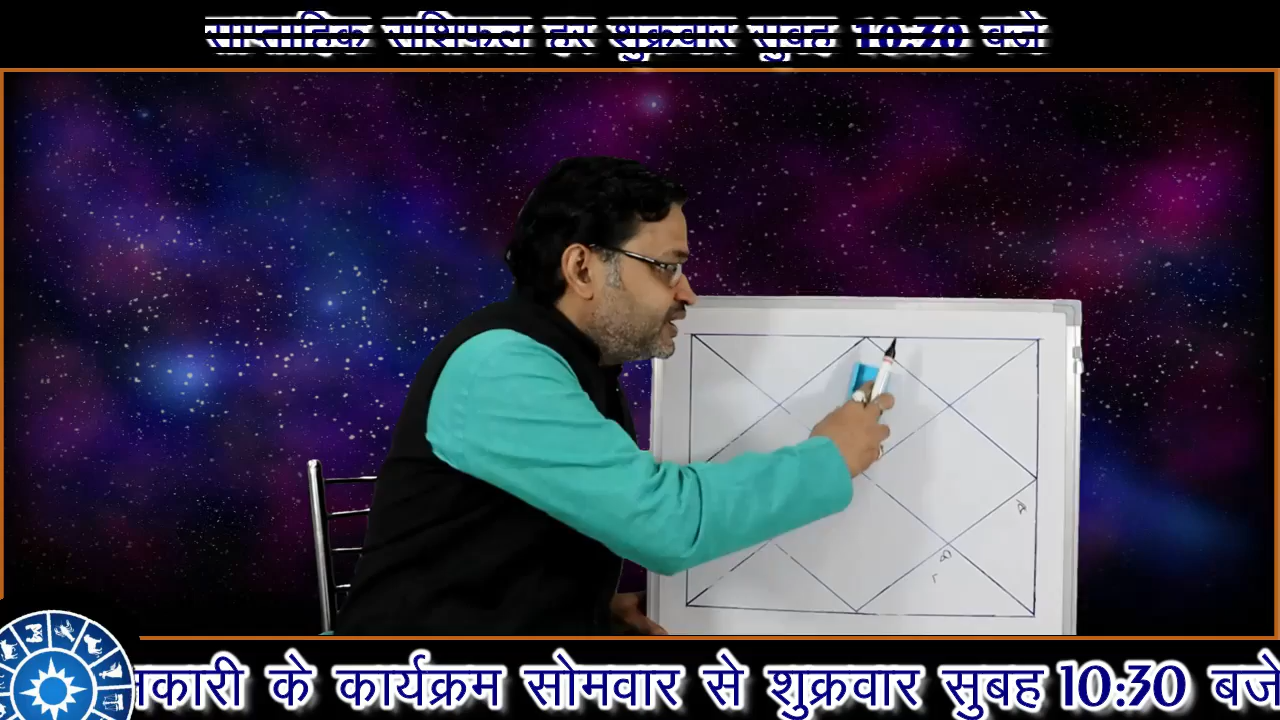 साप्ताहिक राशिफल हर शुक्रवार सुबह 10:30 बजे
के कार्यक्रम सोमवार से शुक्रवार सुबह 10:30 बजे